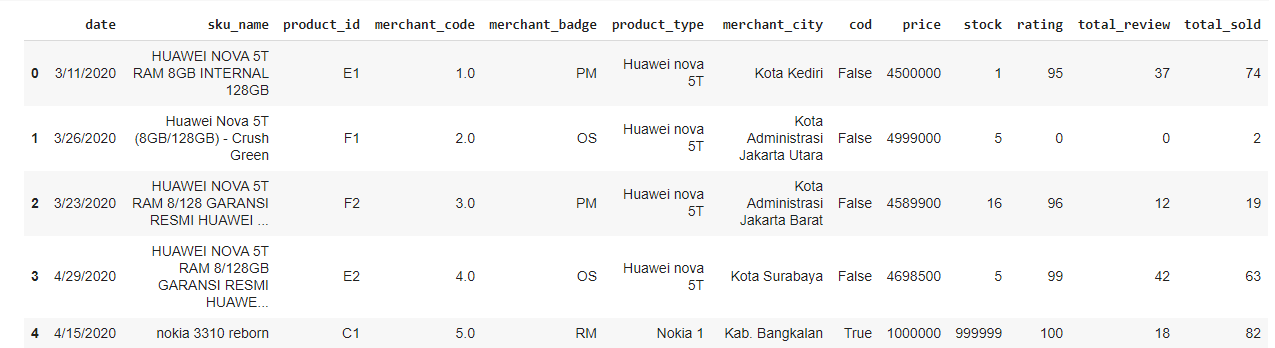 date sku_name product_id merchant_code merchant_badge product_type merchant_city cod price stock rating total_review total_sold
HUAWEI NOVA 5T
RAM 8GB INTERNAL
128GB
0 3/11/2020 E1 1.0 PM Huawei nova
5T Kota Kediri False 4500000 1 95 37 74
Huawei Nova 5T
(8GB/128GB) - Crush
Green
1 3/26/2020 F1 2.0 OS Huawei nova
5T Kota
Administrasi
Jakarta Utara False 4999000 5 0 0 2
HUAWEI NOVA 5T
RAM 8/128 GARANSI
RESMI HUAWEI ...
2 3/23/2020 F2 3.0 PM Huawei nova
5T Kota
Administrasi
Jakarta Barat False 4589900 16 96 12 19
HUAWEI NOVA 5T
RAM 8/128GB
GARANSI RESMI
HUAWE...
3 4/29/2020 E2 4.0 OS Huawei nova
5T Kota Surabaya False 4698500 5 99 42 63
4 4/15/2020 nokia 3310 reborn C1 5.0 RM Nokia 1 Kab. Bangkalan True 1000000 999999 100 18 82